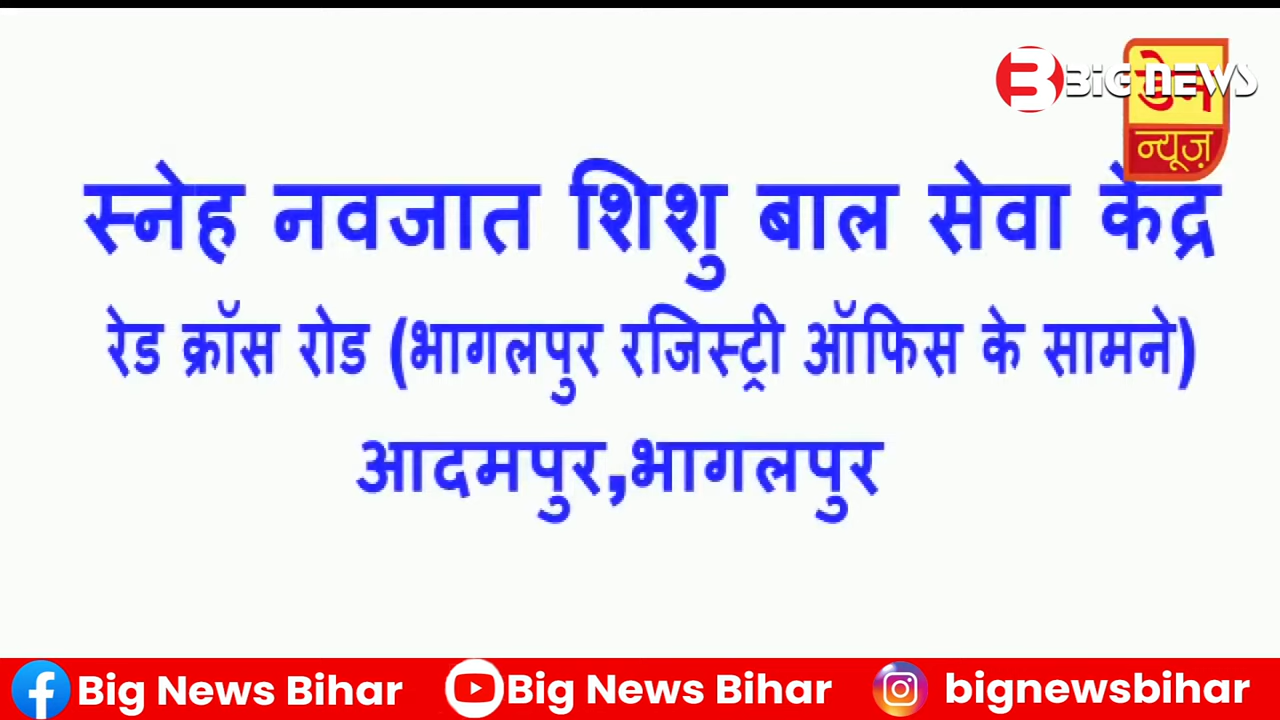 BiG NEWS
डेन
न्यूज़
स्नेह नवजात शिशु बाल सेवा केंद्र
रेड क्रॉस रोड (भागलपुर रजिस्ट्री ऑफिस के सामने)
आदमपुर,भागलपुर
Big News Bihar Big News Bihar bignewsbihar